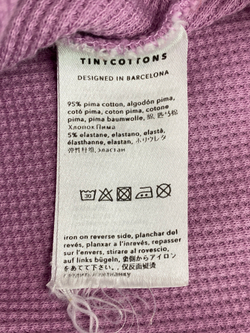 TINYCOTTONS
DESIGNED IN BARCELONA
95% pima cotton, algodón pima,
cotó pima, coton pima, cotone
pima, pima baumwolle,
Хлопок Пима
5% elastane, elastano, elastà,
élasthanne, elastan, ポリウレタ
弹性纤维, эластан
30
iron on reverse side, planchar del
revés, planxar a l'inrevés, repasser
sur l'envers, stirare al rovescio,
auf links bügeln, 裏側からアイロン
をあてて下さい. 仅反面熨烫